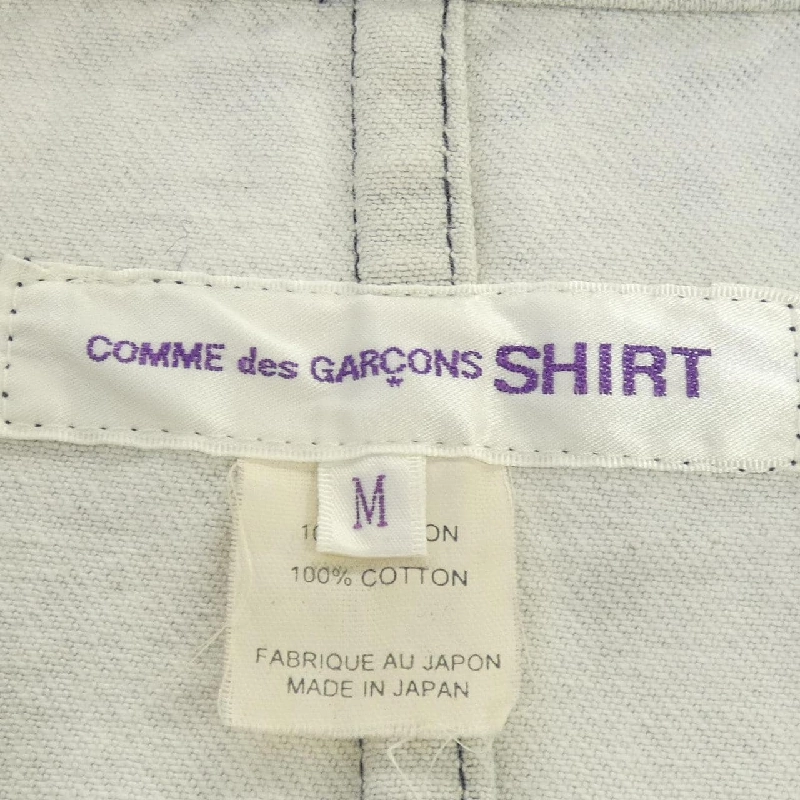 COMME des GARÇONS SHIRT
M
100% COTTON
FABRIQUE AU JAPON
MADE IN JAPAN